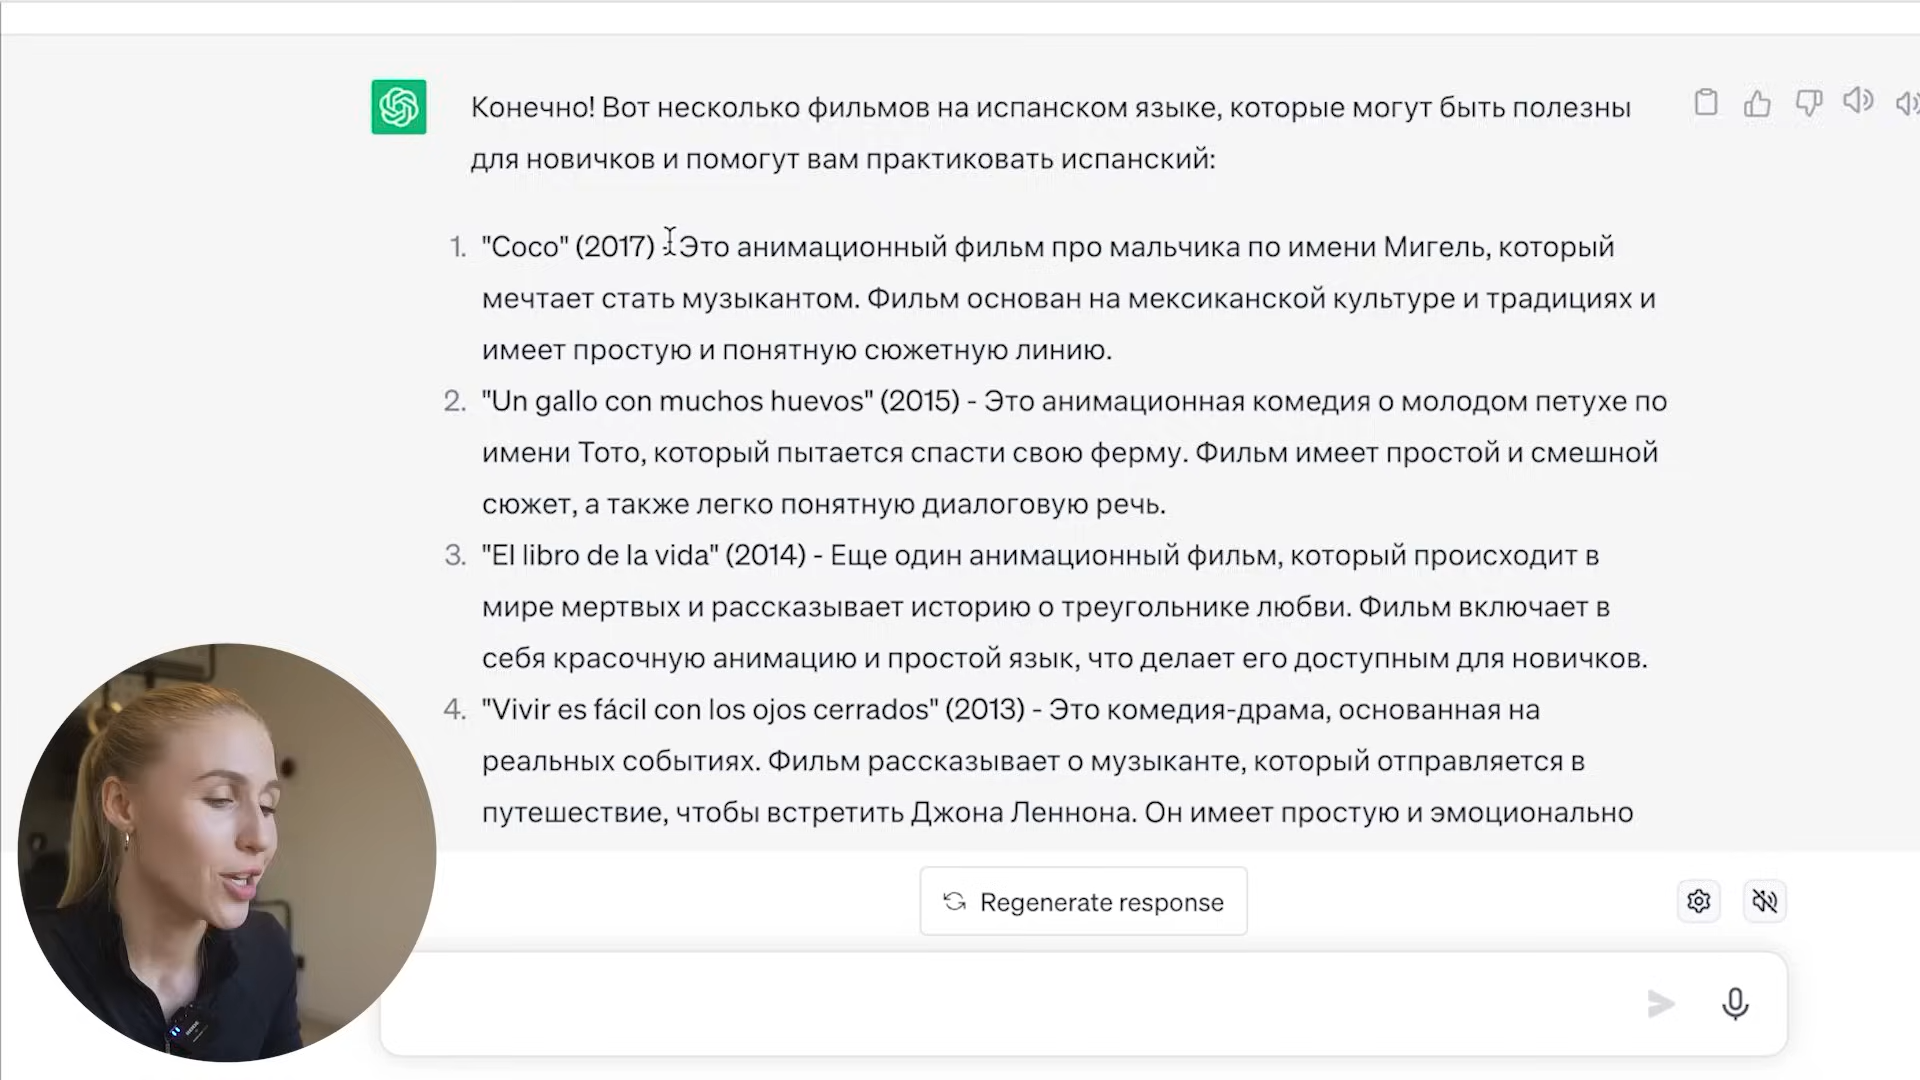 Конечно! Вот несколько фильмов на испанском языке, которые могут быть полезны
для новичков и помогут вам практиковать испанский:
1. "Coco" (2017) - Это анимационный фильм про мальчика по имени Мигель, который
мечтает стать музыкантом. Фильм основан на мексиканской культуре и традициях и
имеет простую и понятную сюжетную линию.
2. "Un gallo con muchos huevos" (2015) - Это анимационная комедия о молодом петухе по
имени Тото, который пытается спасти свою ферму. Фильм имеет простой и смешной
сюжет, а также легко понятную диалоговую речь.
3. "El libro de la vida" (2014) - Еще один анимационный фильм, который происходит в
мире мертвых и рассказывает историю о треугольнике любви. Фильм включает в
себя красочную анимацию и простой язык, что делает его доступным для новичков.
4. "Vivir es fácil con los ojos cerrados" (2013) - Это комедия-драма, основанная на
реальных событиях. Фильм рассказывает о музыканте, который отправляется в
путешествие, чтобы встретить Джона Леннона. Он имеет простую и эмоционально
Regenerate response